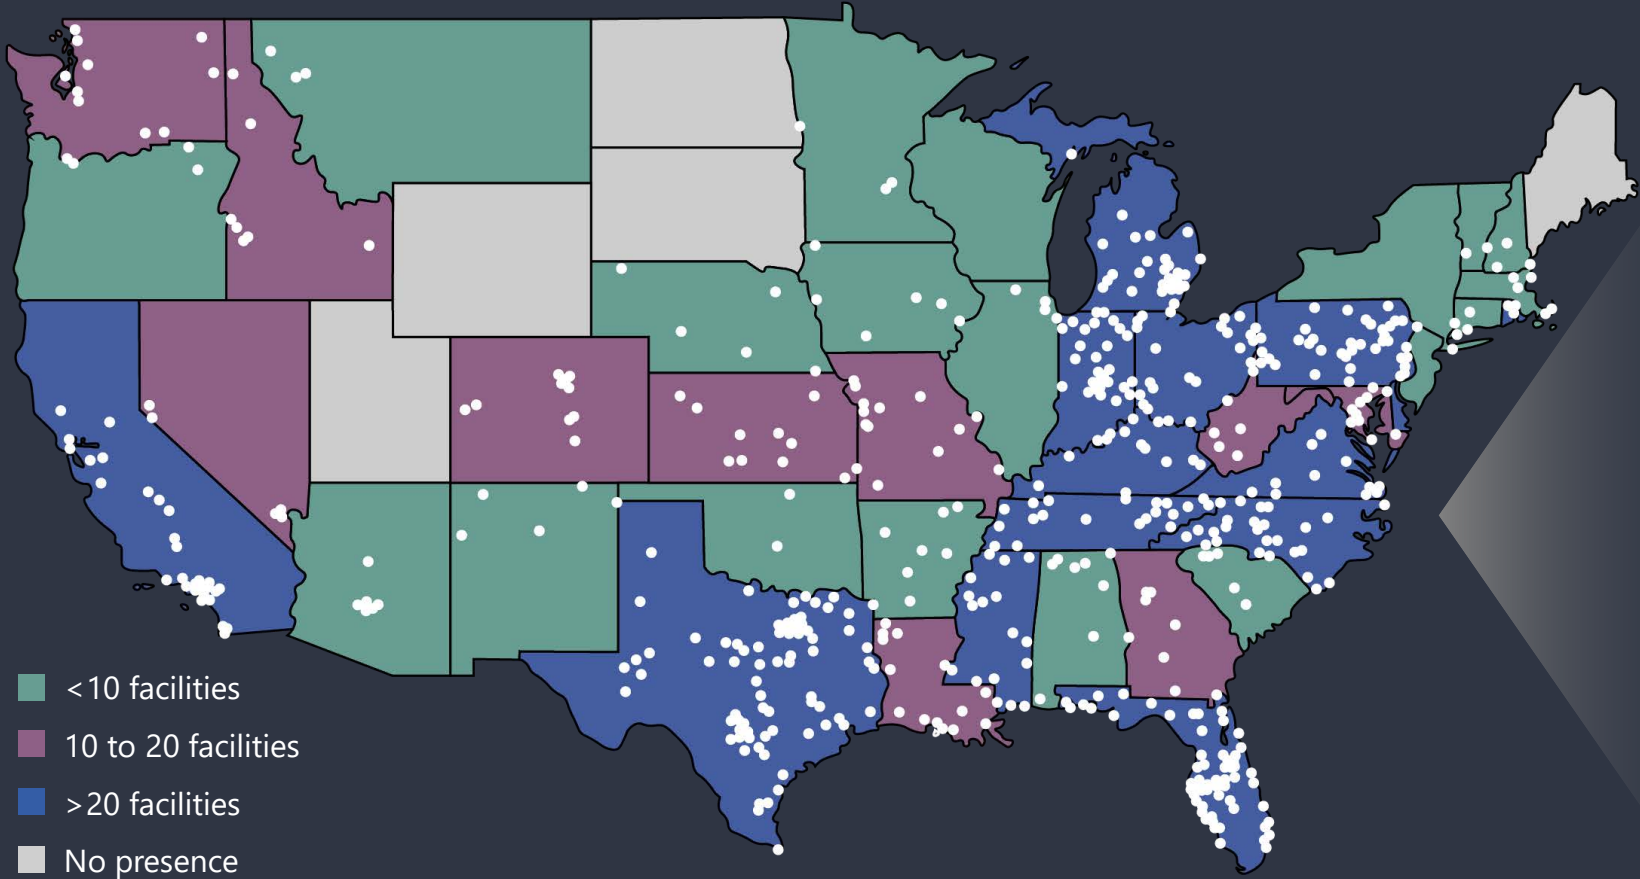 <10 facilities
10 to 20 facilities
>20 facilities
No presence